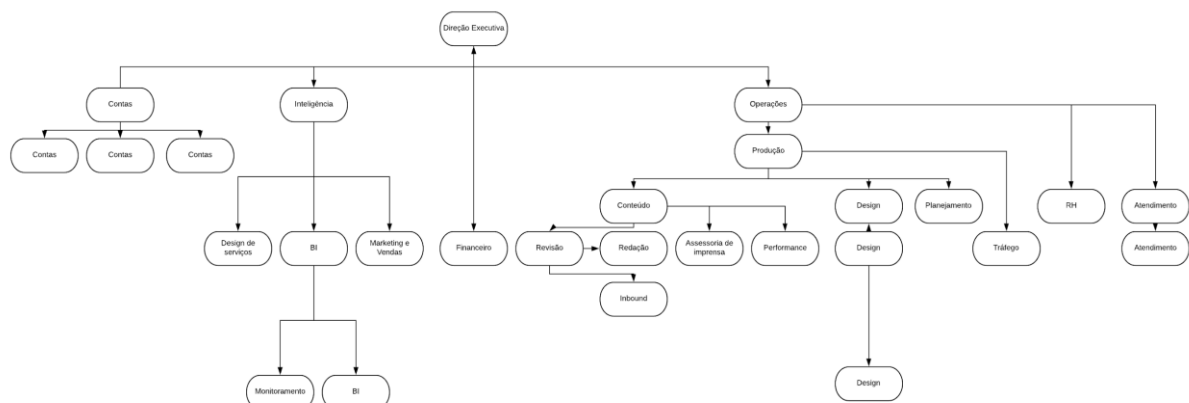 Direção Executiva
Contas
Inteligência
Operações
Contas
Contas
Contas
Produção
Conteúdo
Design
Planejamento
RH
Atendimento
Design de
serviços
BI
Marketing e
Vendas
Financeiro
Revisão
Redação
Assessoria de
imprensa
Performance
Design
Tráfego
Atendimento
Inbound
Monitoramento
BI
Design